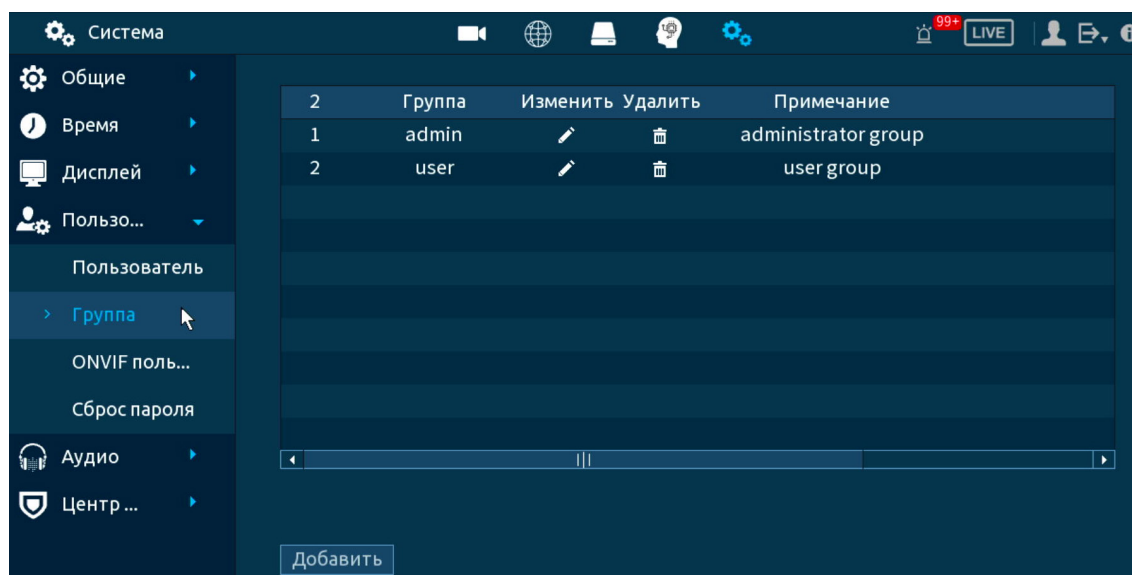 Система
99+
LIVE
Общие
Время
Дисплей
Пользо...
Пользователь
Группа
ONVIF поль...
Сброс пароля
Аудио
Центр ...
2 Группа Изменить Удалить Примечание
1 admin administrator group
2 user user group
Добавить